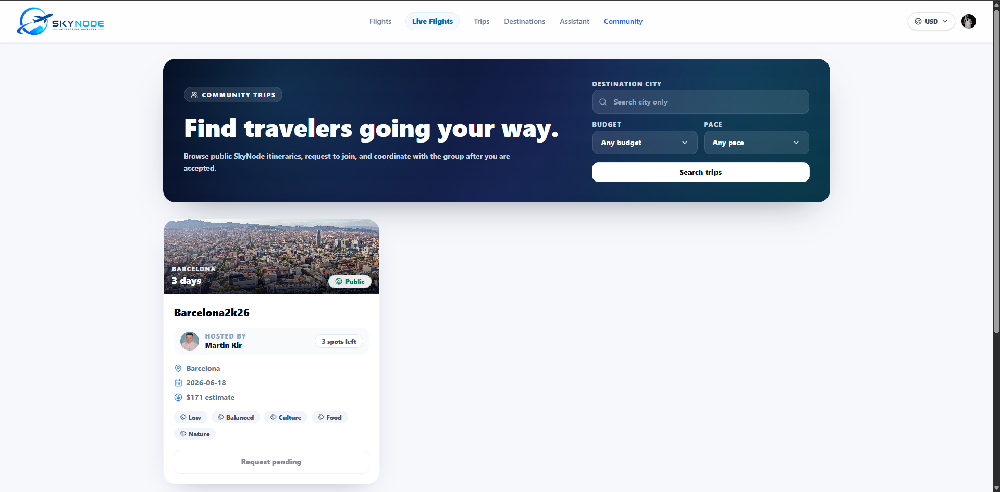 SKYNODE
CONNECTING JOURNEYS
Flights
Live Flights
Trips
Destinations
Assistant
Community
USD
COMMUNITY TRIPS
Find travelers going your way.
Browse public SkyNode itineraries, request to join, and coordinate with the group after you are
accepted.
DESTINATION CITY
Search city only
BUDGET
PACE
Any budget
Any pace
Search trips
BARCELONA
3 days
Public
Barcelona2k26
HOSTED BY
Martin Kir
3 spots left
Barcelona
2026-06-18
$171 estimate
Low
Balanced
Culture
Food
Nature
Request pending